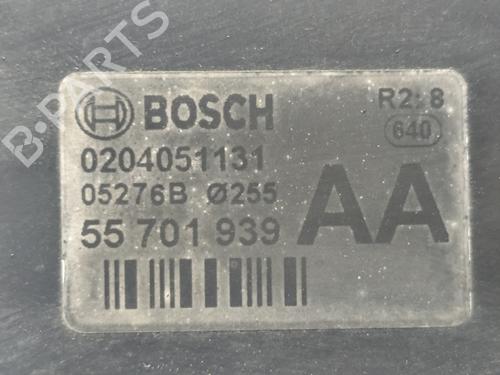 BOSCH
R2: 8
640
0204051131
05276B Ø255
55 701 939
AA
B-PARTS